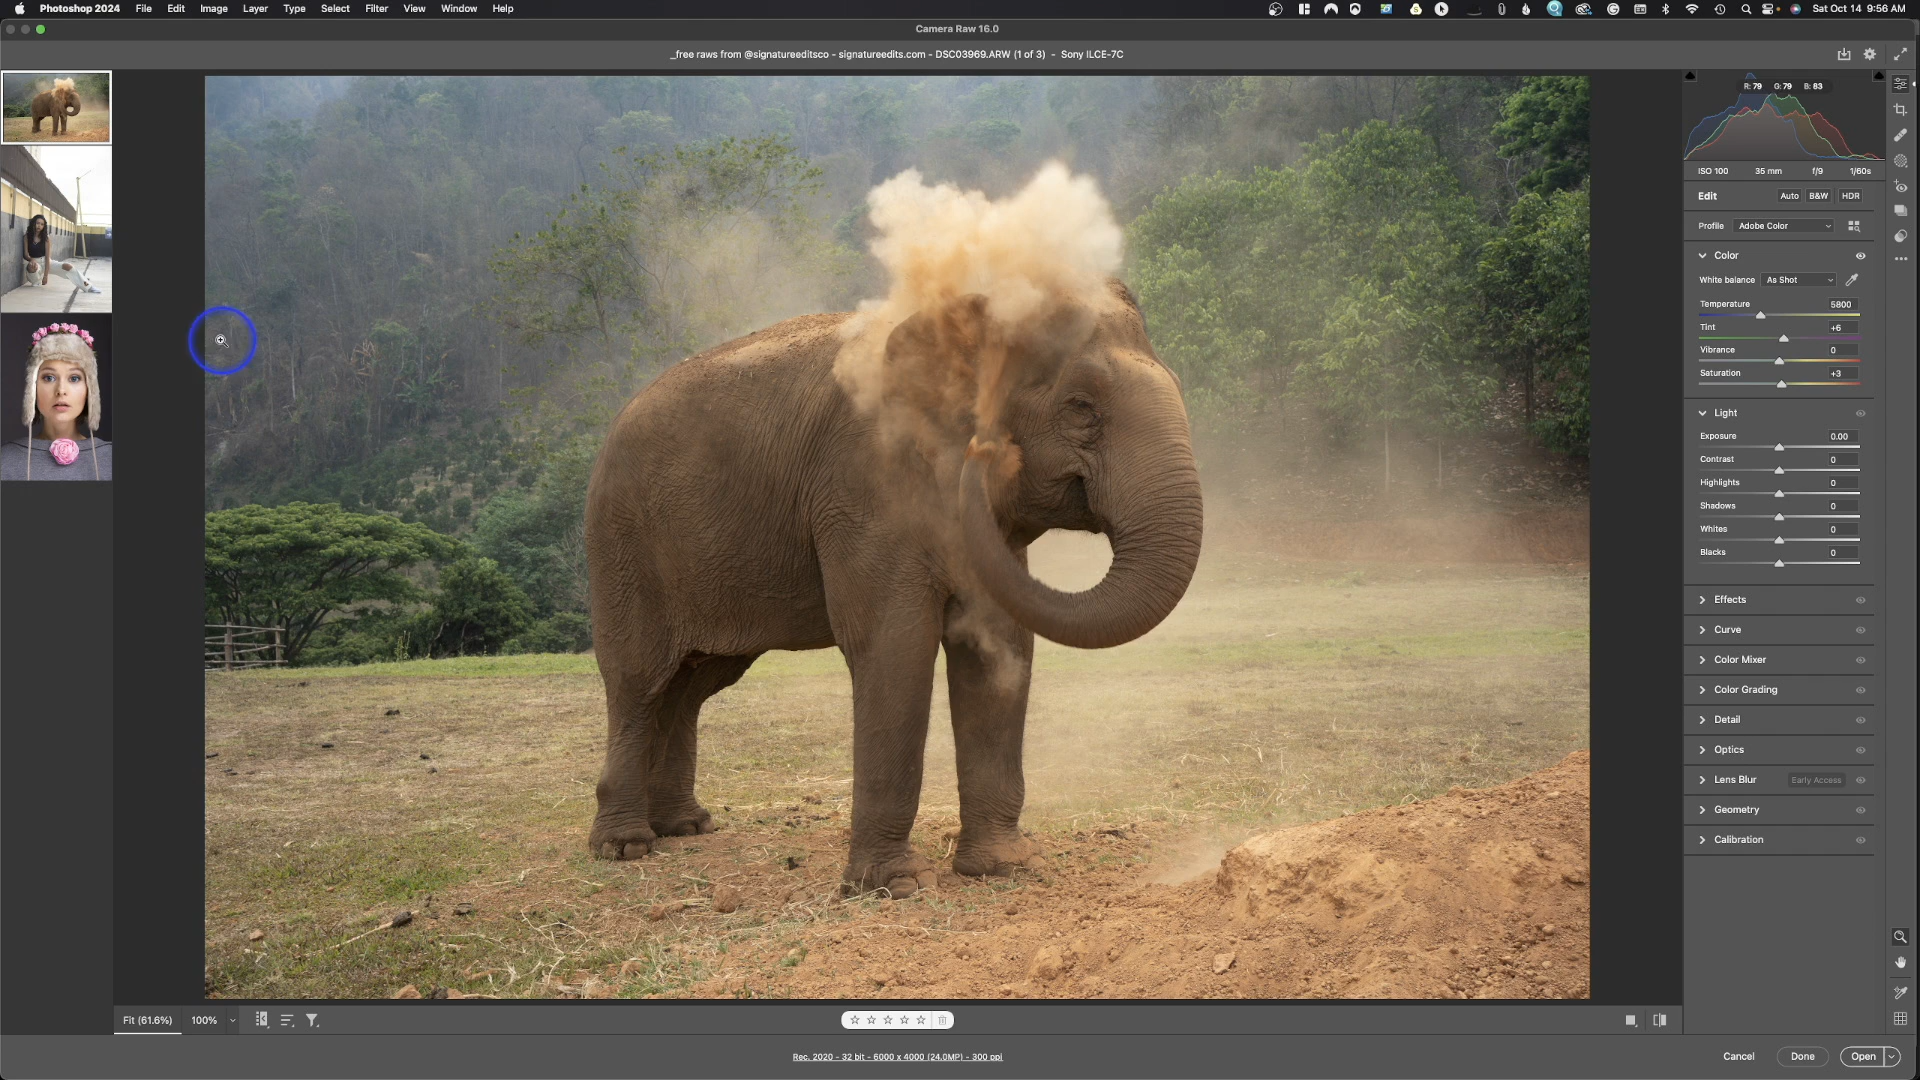 Photoshop 2024 File Edit Image Layer Type Select Filter View Window Help Sat Oct 14 9:56 AM
Camera Raw 16.0
_free raws from @signatureeditsco - signatureedits.com - DSC03969.ARW (1 of 3) - Sony ILCE-7C
R: 79 G: 79 B: 83
ISO 100 35 mm f/9 1/60s
Edit Auto B&W HDR
Profile Adobe Color
Color
White balance As Shot
Temperature 5800
Tint +6
Vibrance 0
Saturation +3
Light
Exposure 0.00
Contrast 0
Highlights 0
Shadows 0
Whites 0
Blacks 0
Effects
Curve
Color Mixer
Color Grading
Detail
Optics
Lens Blur Early Access
Geometry
Calibration
Fit (61.6%) 100%
Rec. 2020 - 32 bit - 6000 x 4000 (24.0MP) - 300 ppi
Cancel Done Open